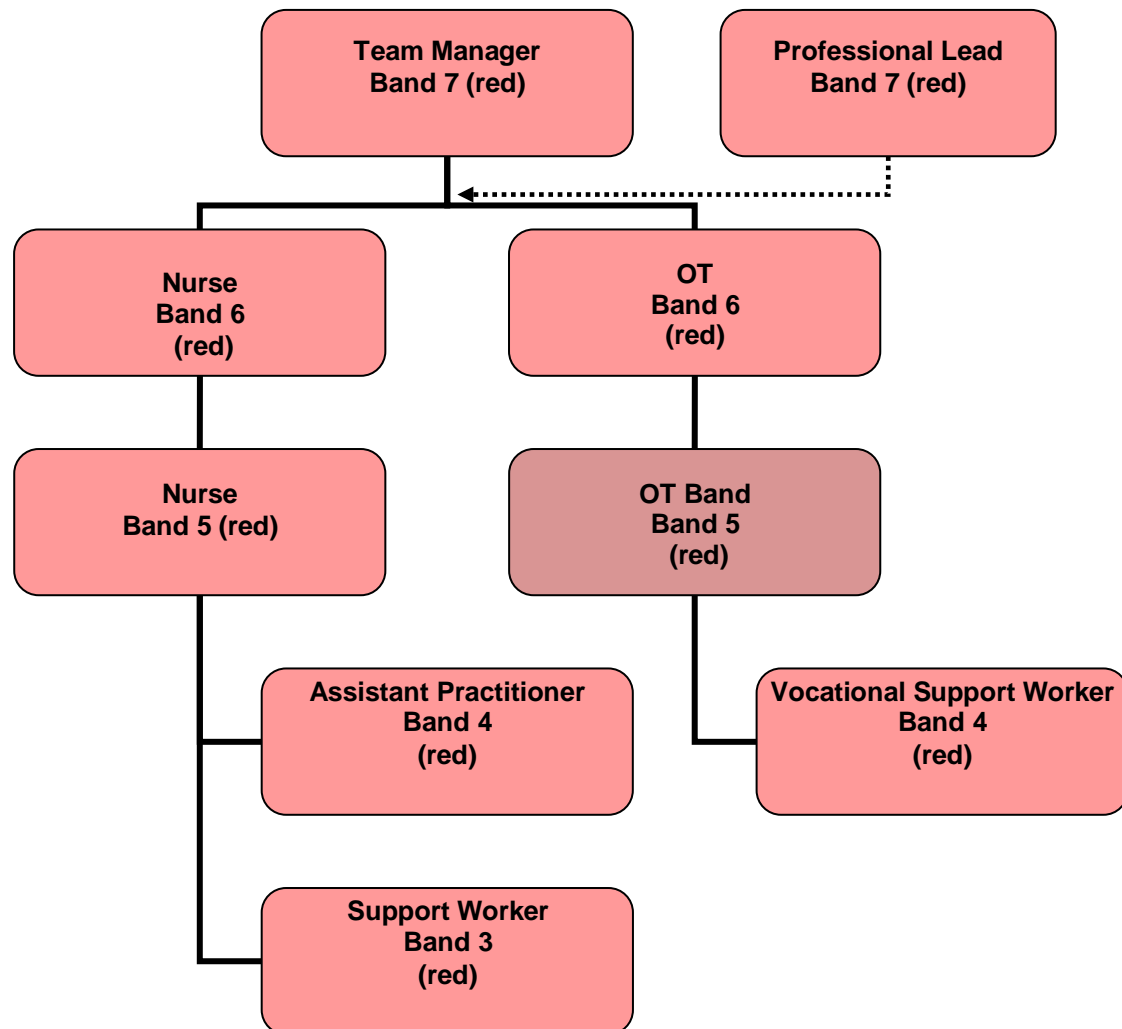 Team Manager
Band 7 (red)
Professional Lead
Band 7 (red)
Nurse
Band 6
(red)
OT
Band 6
(red)
Nurse
Band 5 (red)
OT Band
Band 5
(red)
Assistant Practitioner
Band 4
(red)
Vocational Support Worker
Band 4
(red)
Support Worker
Band 3
(red)